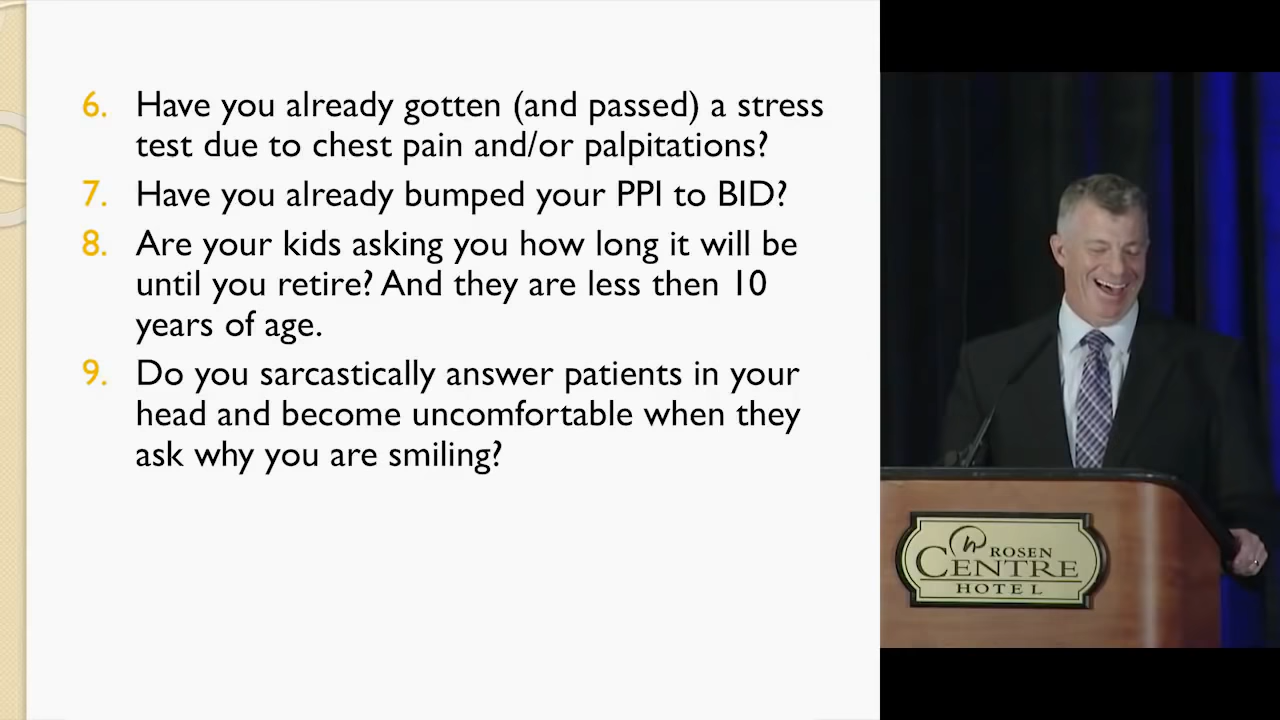 6. Have you already gotten (and passed) a stress
test due to chest pain and/or palpitations?
7. Have you already bumped your PPI to BID?
8. Are your kids asking you how long it will be
until you retire? And they are less then 10
years of age.
9. Do you sarcastically answer patients in your
head and become uncomfortable when they
ask why you are smiling?
ROSEN
CENTRE
HOTEL